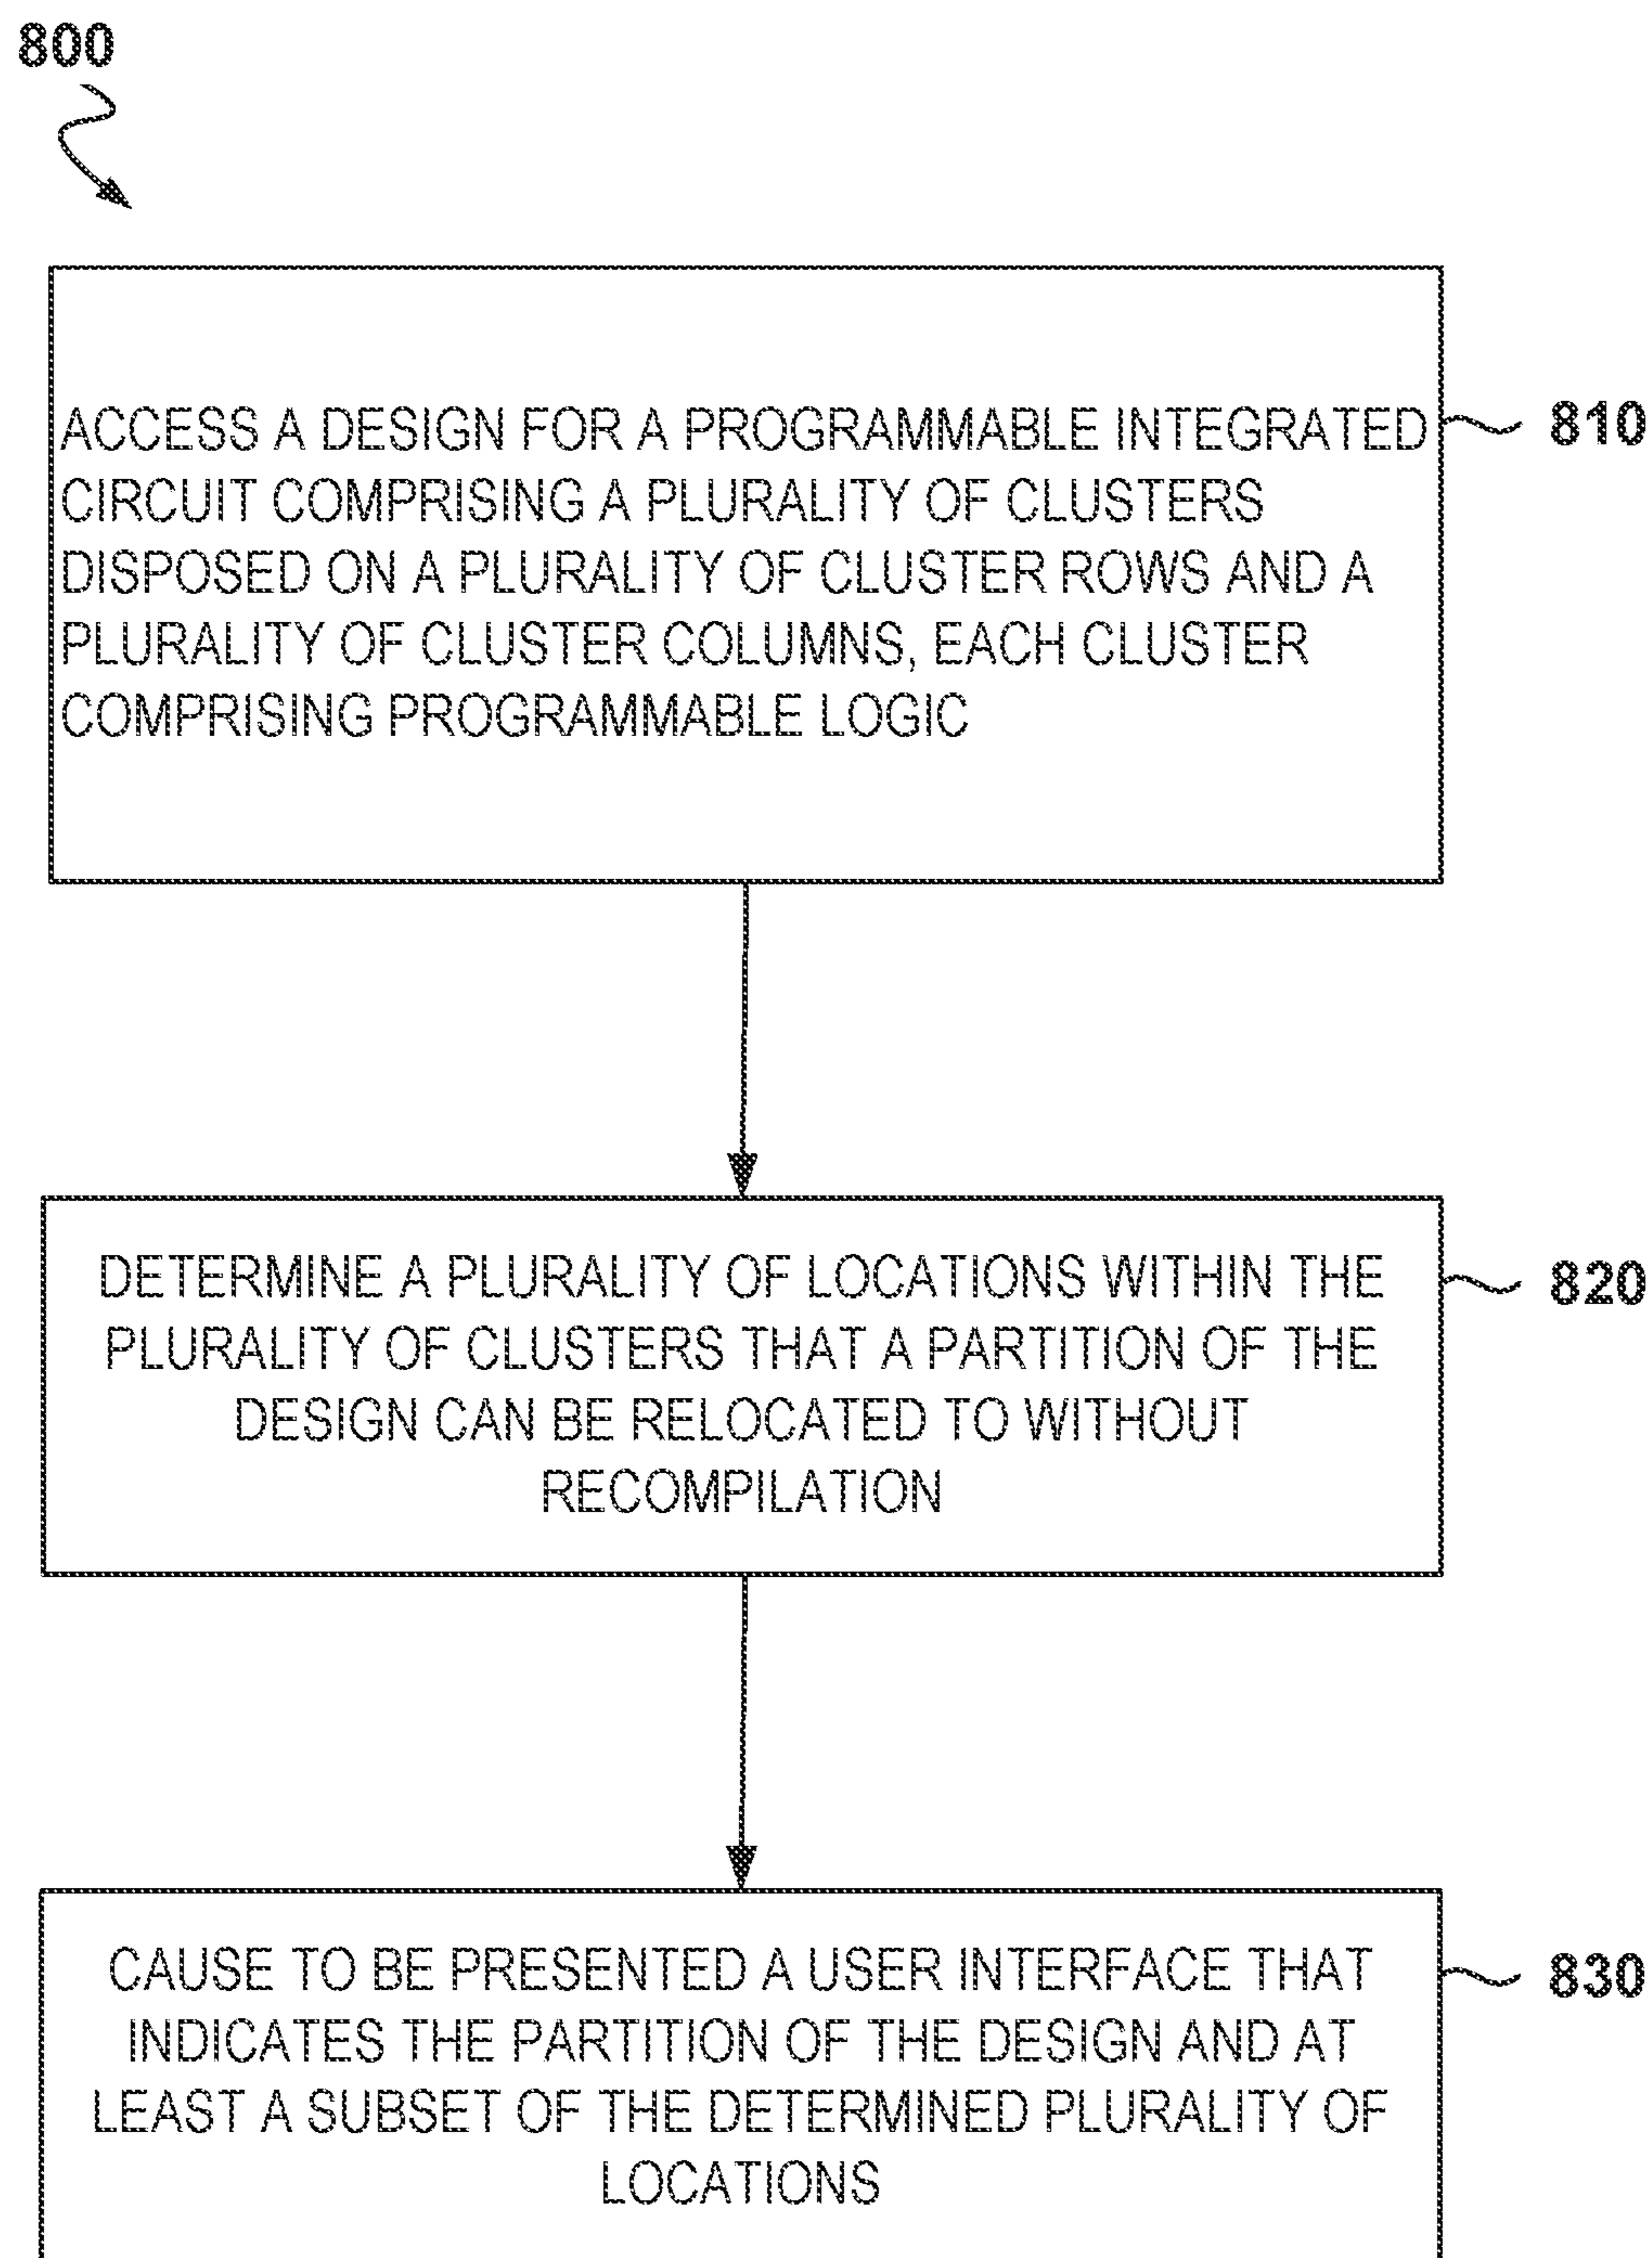 800
ACCESS A DESIGN FOR A PROGRAMMABLE INTEGRATED
CIRCUIT COMPRISING A PLURALITY OF CLUSTERS
DISPOSED ON A PLURALITY OF CLUSTER ROWS AND A
PLURALITY OF CLUSTER COLUMNS, EACH CLUSTER
COMPRISING PROGRAMMABLE LOGIC
810
DETERMINE A PLURALITY OF LOCATIONS WITHIN THE
PLURALITY OF CLUSTERS THAT A PARTITION OF THE
DESIGN CAN BE RELOCATED TO WITHOUT
RECOMPILATION
820
CAUSE TO BE PRESENTED A USER INTERFACE THAT
INDICATES THE PARTITION OF THE DESIGN AND AT
LEAST A SUBSET OF THE DETERMINED PLURALITY OF
LOCATIONS
830